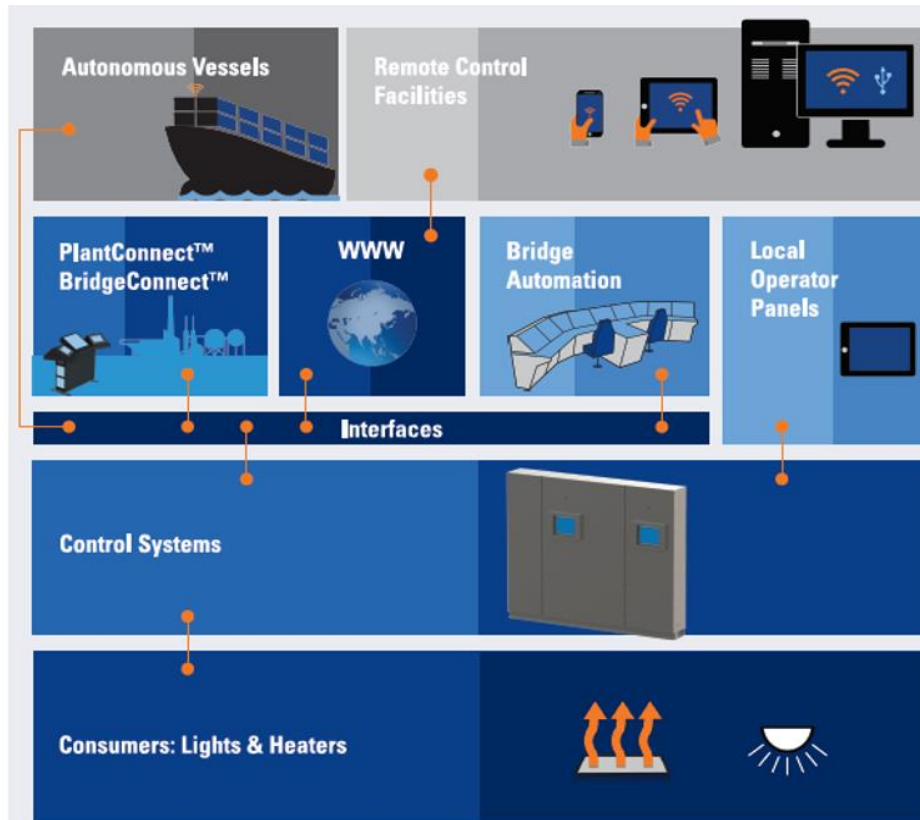 Autonomous Vessels
Remote Control
Facilities
PlantConnect™
BridgeConnect™
www
Bridge
Automation
Local
Operator
Panels
Interfaces
Control Systems
Consumers: Lights & Heaters